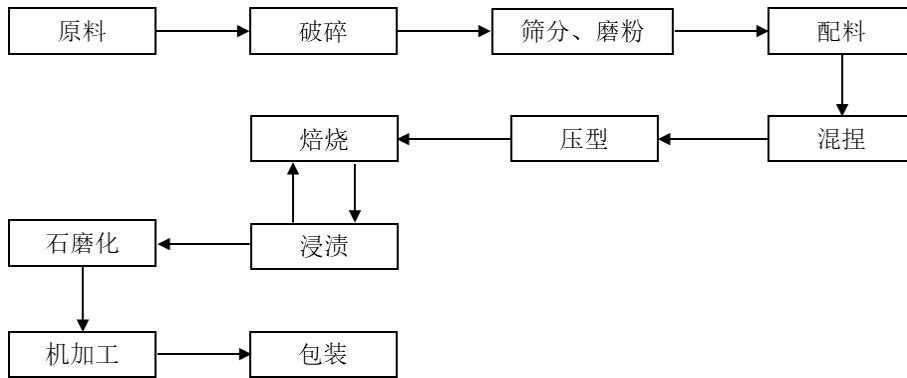 原料
破碎
筛分、磨粉
配料
混捏
压型
焙烧
浸渍
石磨化
机加工
包装